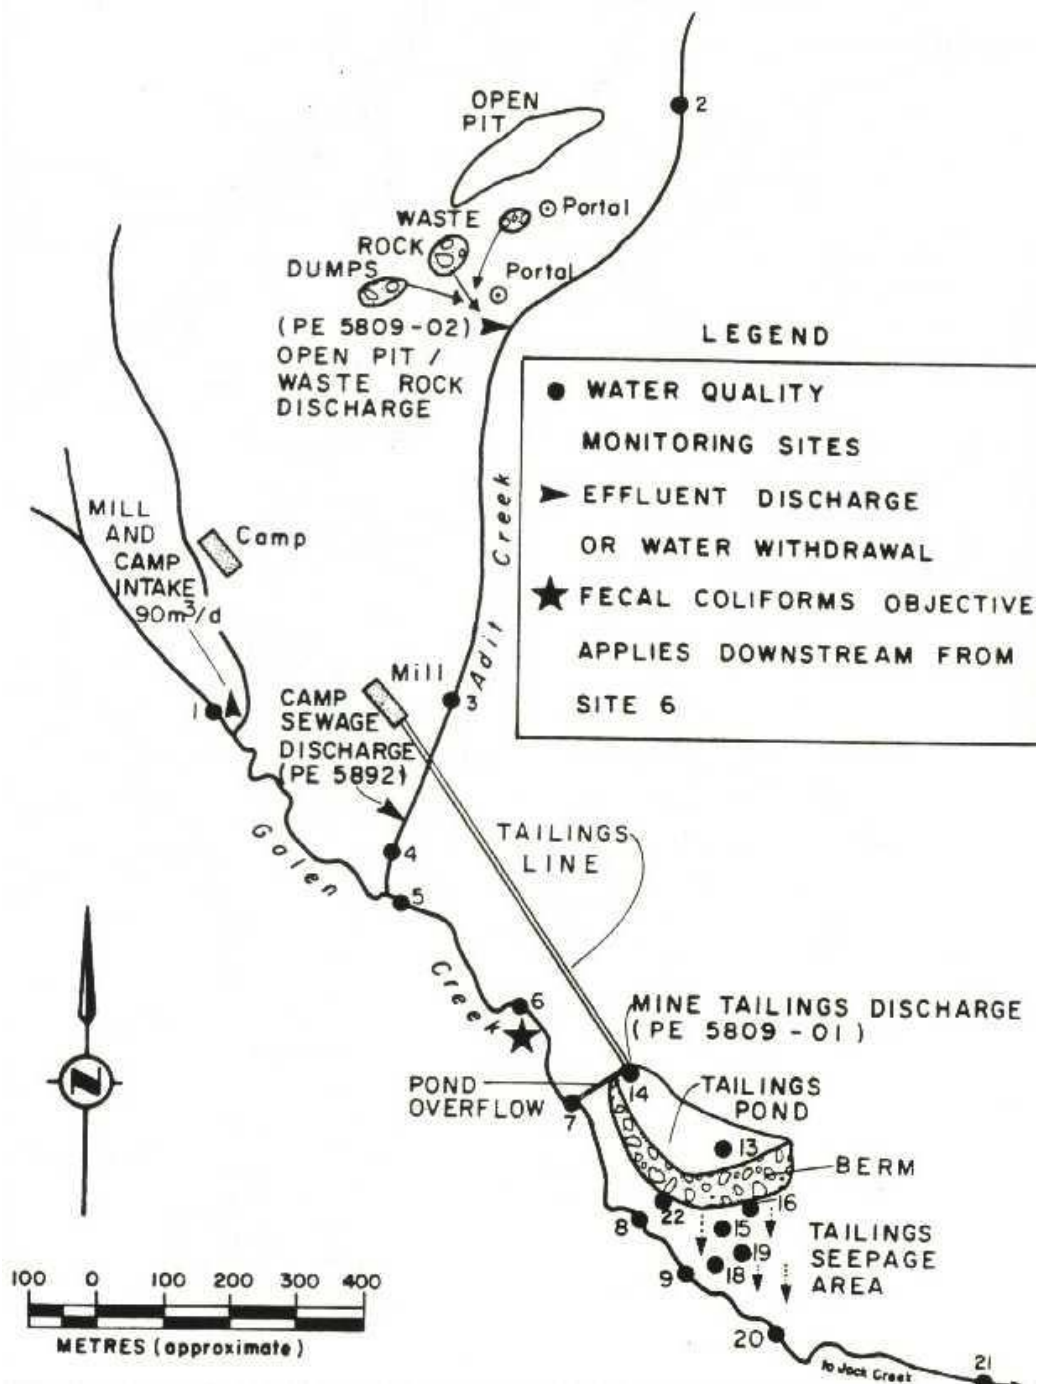 2
OPEN
PIT
Portal
WASTE
ROCK
DUMPS
Portal
(PE 5809-02)
OPEN PIT /
WASTE ROCK
DISCHARGE
LEGEND
WATER QUALITY
MONITORING SITES
EFFLUENT DISCHARGE
OR WATER WITHDRAWAL
FECAL COLIFORMS OBJECTIVE
APPLIES DOWNSTREAM FROM
SITE 6
Adit Creek
MILL
AND
CAMP
INTAKE
90m³/d
Camp
Mill
1
3
CAMP
SEWAGE
DISCHARGE
(PE 5892)
4
5
Galen
Creek
TAILINGS
LINE
6
MINE TAILINGS DISCHARGE
(PE 5809-01)
POND
OVERFLOW
7
14
TAILINGS
POND
13
BERM
22
16
8
15
19
18
9
TAILINGS
SEEPAGE
AREA
20
21
to Jack Creek
N
100 0 100 200 300 400
METRES (approximate)